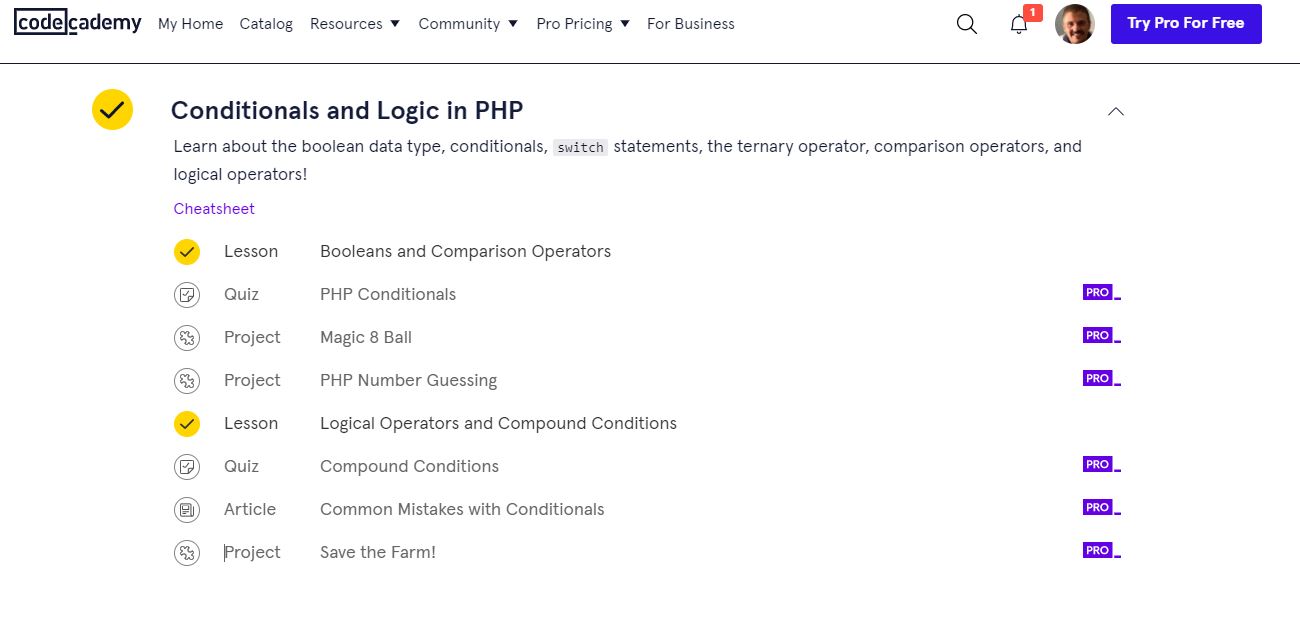 codecademy My Home Catalog Resources Community Pro Pricing For Business 1 Try Pro For Free
Conditionals and Logic in PHP
Learn about the boolean data type, conditionals, switch statements, the ternary operator, comparison operators, and
logical operators!
Cheatsheet
Lesson Booleans and Comparison Operators
Quiz PHP Conditionals PRO
Project Magic 8 Ball PRO
Project PHP Number Guessing PRO
Lesson Logical Operators and Compound Conditions
Quiz Compound Conditions PRO
Article Common Mistakes with Conditionals PRO
Project Save the Farm! PRO